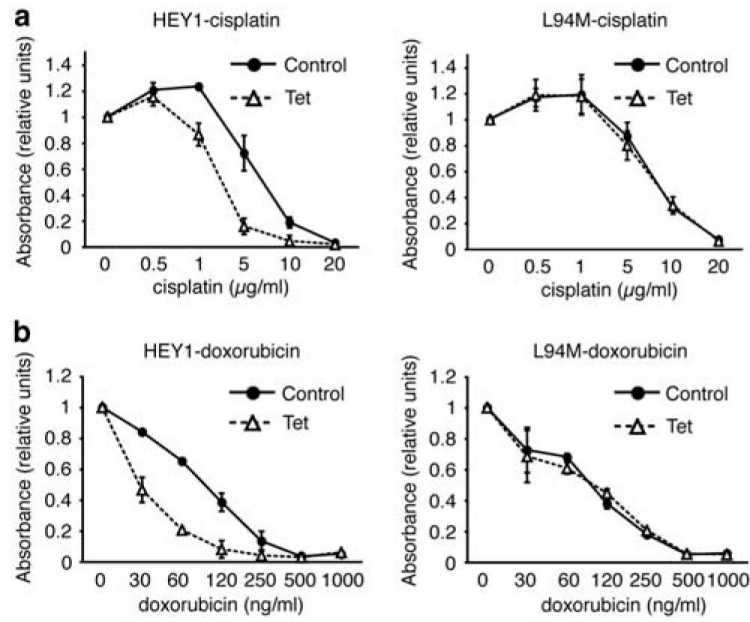 a
HEY1-cisplatin
Absorbance (relative units)
1.4
1.2
1
0.8
0.6
0.4
0.2
0
Control
Tet
0 0.5 1 5 10 20
cisplatin (µg/ml)
L94M-cisplatin
Absorbance (relative units)
1.4
1.2
1
0.8
0.6
0.4
0.2
0
Control
Tet
0 0.5 1 5 10 20
cisplatin (µg/ml)
b
HEY1-doxorubicin
Absorbance (relative units)
1.2
1
0.8
0.6
0.4
0.2
0
Control
Tet
0 30 60 120 250 500 1000
doxorubicin (ng/ml)
L94M-doxorubicin
Absorbance (relative units)
1.2
1
0.8
0.6
0.4
0.2
0
Control
Tet
0 30 60 120 250 500 1000
doxorubicin (ng/ml)